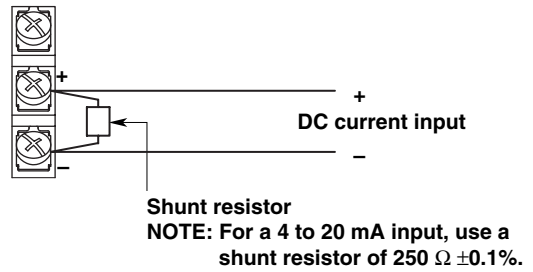 +
+
DC current input
–
–
Shunt resistor
NOTE: For a 4 to 20 mA input, use a
shunt resistor of 250 Ω ±0.1%.